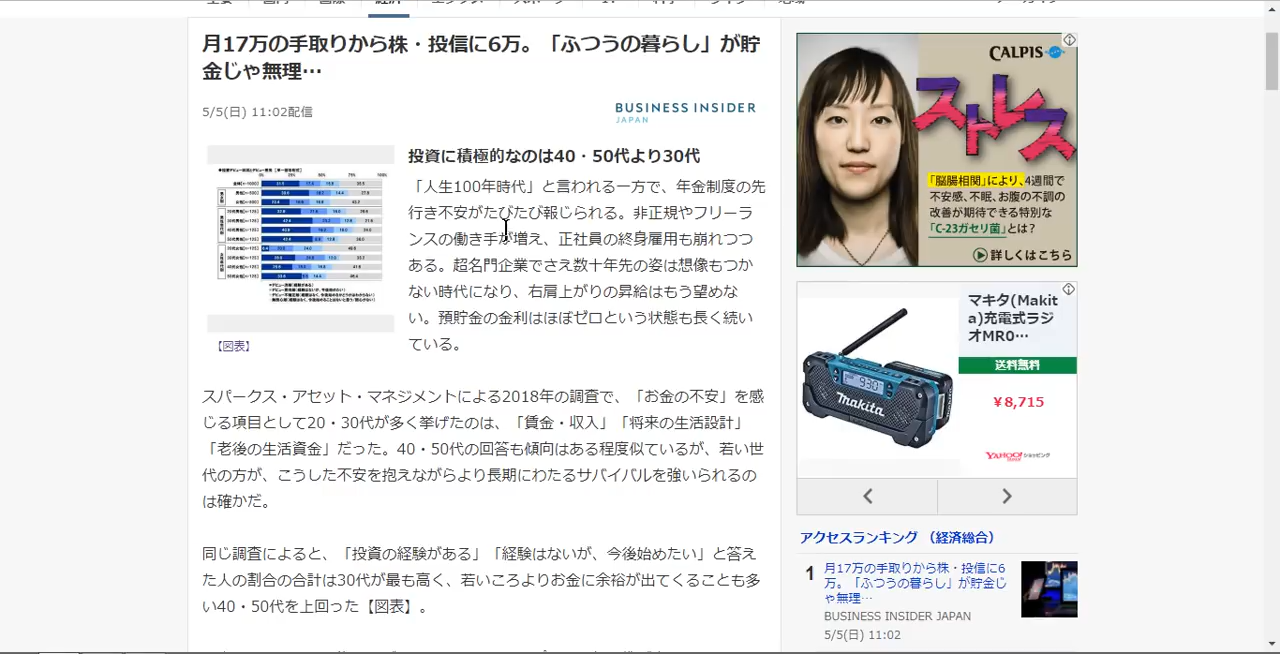 月17万の手取りから株・投信に6万。「ふつうの暮らし」が貯
金じゃ無理…
5/5(日) 11:02配信
BUSINESS INSIDER
JAPAN
【図表】
投資に積極的なのは40・50代より30代
「人生100年時代」と言われる一方で、年金制度の先
行き不安がたびたび報じられる。非正規やフリーラ
ンスの働き手が増え、正社員の終身雇用も崩れつつ
ある。超名門企業でさえ数十年先の姿は想像もつか
ない時代になり、右肩上がりの昇給はもう望めな
い。預貯金の金利はほぼゼロという状態も長く続い
ている。
スパークス・アセット・マネジメントによる2018年の調査で、「お金の不安」を感
じる項目として20・30代が多く挙げたのは、「賃金・収入」「将来の生活設計」
「老後の生活資金」だった。40・50代の回答も傾向はある程度似ているが、若い世
代の方が、こうした不安を抱えながらより長期にわたるサバイバルを強いられるの
は確かだ。
同じ調査によると、「投資の経験がある」「経験はないが、今後始めたい」と答え
た人の割合の合計は30代が最も高く、若いころよりお金に余裕が出てくることも多
い40・50代を上回った【図表】。
CALPIS
ストレス
「脳腸相関」により、4週間で
不安感、不眠、お腹の不調の
改善が期待できる特別な
「C-23ガセリ菌」とは?
詳しくはこちら
マキタ(Makit
a)充電式ラジ
オMR0…
送料無料
¥8,715
YAHOO!ショッピング
930
makita
アクセスランキング （経済総合）
1
月17万の手取りから株・投信に6
万。「ふつうの暮らし」が貯金じ
ゃ無理…
BUSINESS INSIDER JAPAN
5/5(日) 11:02